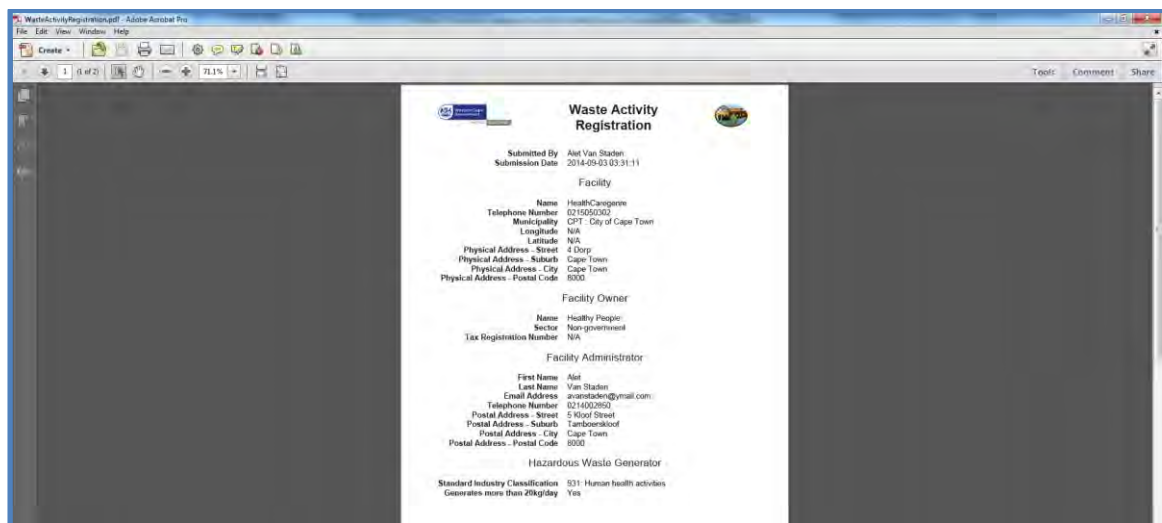 WasteActivityRegistration.pdf - Adobe Acrobat Pro
File Edit View Window Help
Create
1 (1 of 2) 71.1% Tools Comment Share
Waste Activity
Registration
Submitted By Alet Van Staden
Submission Date 2014-09-03 03:31:11
Facility
Name HealthCaregenre
Telephone Number 0215050302
Municipality CPT : City of Cape Town
Longitude N/A
Latitude N/A
Physical Address - Street 4 Dorp
Physical Address - Suburb Cape Town
Physical Address - City Cape Town
Physical Address - Postal Code 8000
Facility Owner
Name Healthy People
Sector Non-government
Tax Registration Number N/A
Facility Administrator
First Name Alet
Last Name Van Staden
Email Address avanstaden@ymail.com
Telephone Number 0214002850
Postal Address - Street 5 Kloof Street
Postal Address - Suburb Tamboerskloof
Postal Address - City Cape Town
Postal Address - Postal Code 8000
Hazardous Waste Generator
Standard Industry Classification 931: Human health activities
Generates more than 20kg/day Yes